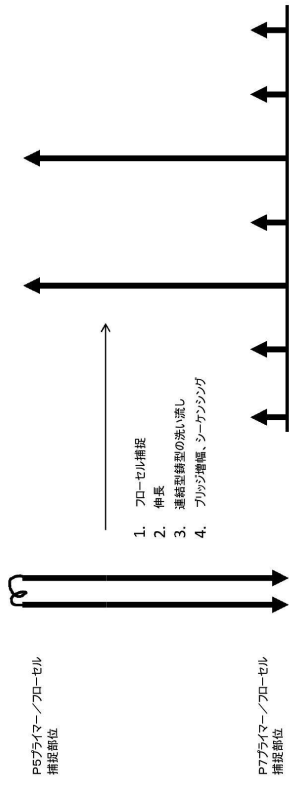 P5プライマー／フローセル
捕捉部位
P7プライマー／フローセル
捕捉部位
1. フローセル捕捉
2. 伸長
3. 連結型鋳型の洗い流し
4. ブリッジ増幅、シーケンシング